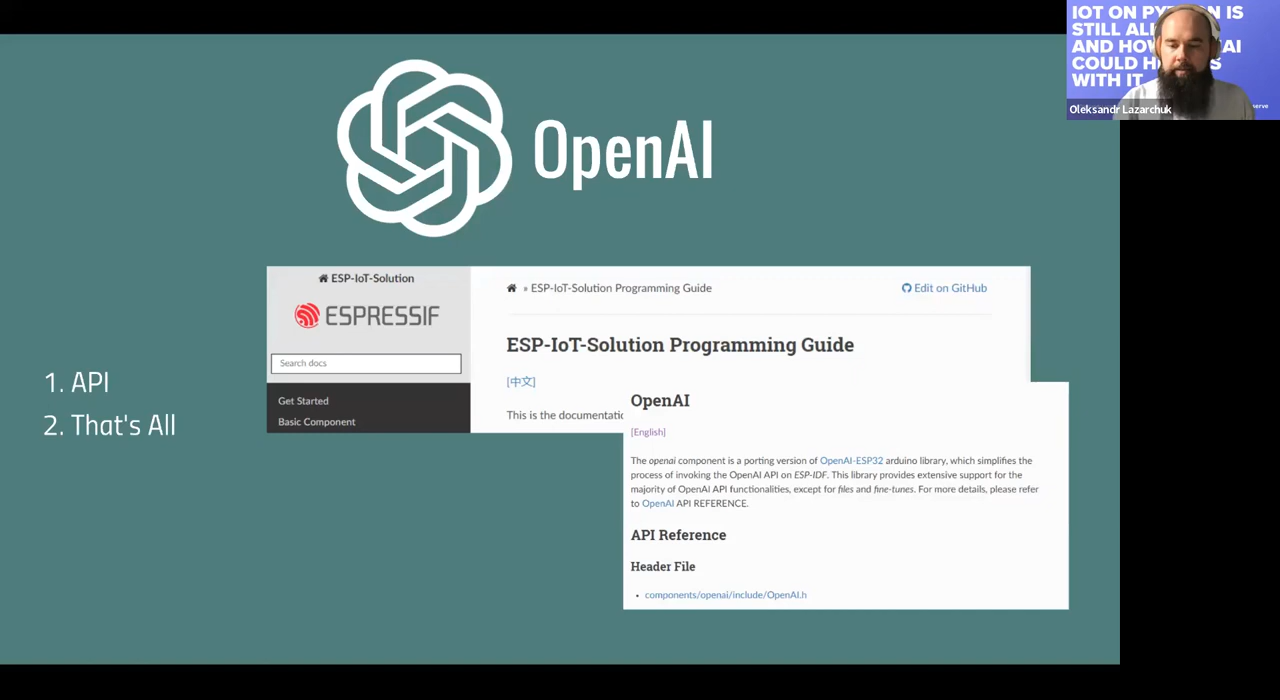 IOT ON PYTHON IS
STILL ALI
AND HOW AI
COULD H S
WITH IT
erve
Oleksandr Lazarchuk
OpenAI
ESP-IoT-Solution
ESPRESSIF
Search docs
Get Started
Basic Component
» ESP-IoT-Solution Programming Guide
Edit on GitHub
ESP-IoT-Solution Programming Guide
[中文]
This is the documentatic
1. API
2. That's All
OpenAI
[English]
The openai component is a porting version of OpenAI-ESP32 arduino library, which simplifies the
process of invoking the OpenAI API on ESP-IDF. This library provides extensive support for the
majority of OpenAI API functionalities, except for files and fine-tunes. For more details, please refer
to OpenAI API REFERENCE.
API Reference
Header File
• components/openai/include/OpenAI.h